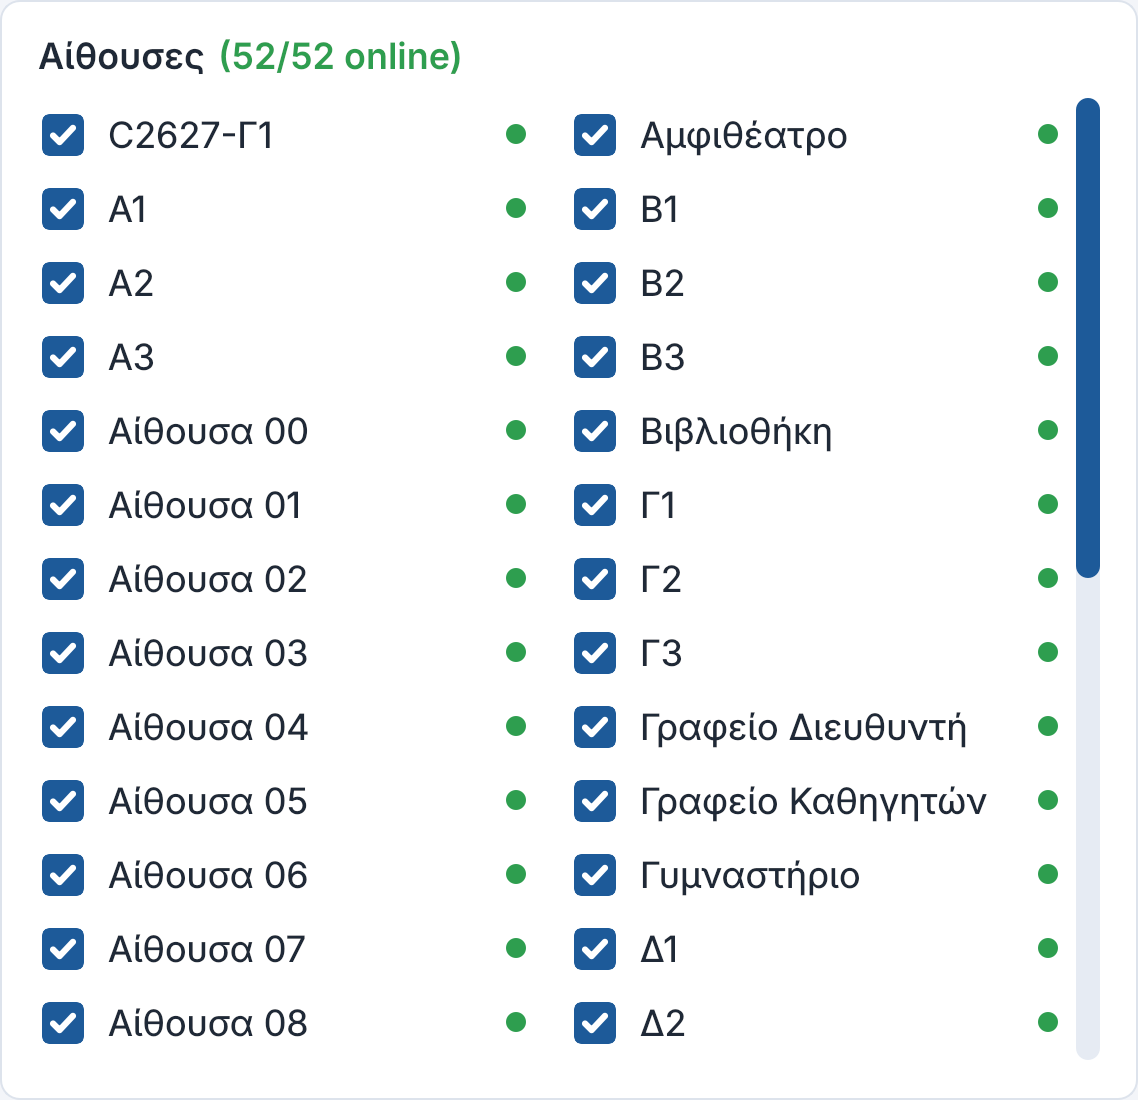 Αίθουσες (52/52 online)
C2627-Γ1
Αμφιθέατρο
A1
B1
A2
B2
A3
B3
Αίθουσα 00
Βιβλιοθήκη
Αίθουσα 01
Γ1
Αίθουσα 02
Γ2
Αίθουσα 03
Γ3
Αίθουσα 04
Γραφείο Διευθυντή
Αίθουσα 05
Γραφείο Καθηγητών
Αίθουσα 06
Γυμναστήριο
Αίθουσα 07
Δ1
Αίθουσα 08
Δ2